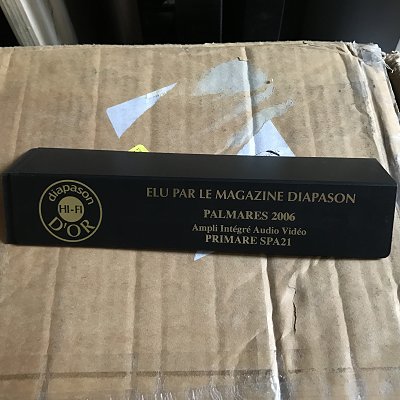 diapason
HI-FI
D'OR
ELU PAR LE MAGAZINE DIAPASON
PALMARES 2006
Ampli Intégré Audio Vidéo
PRIMARE SPA21